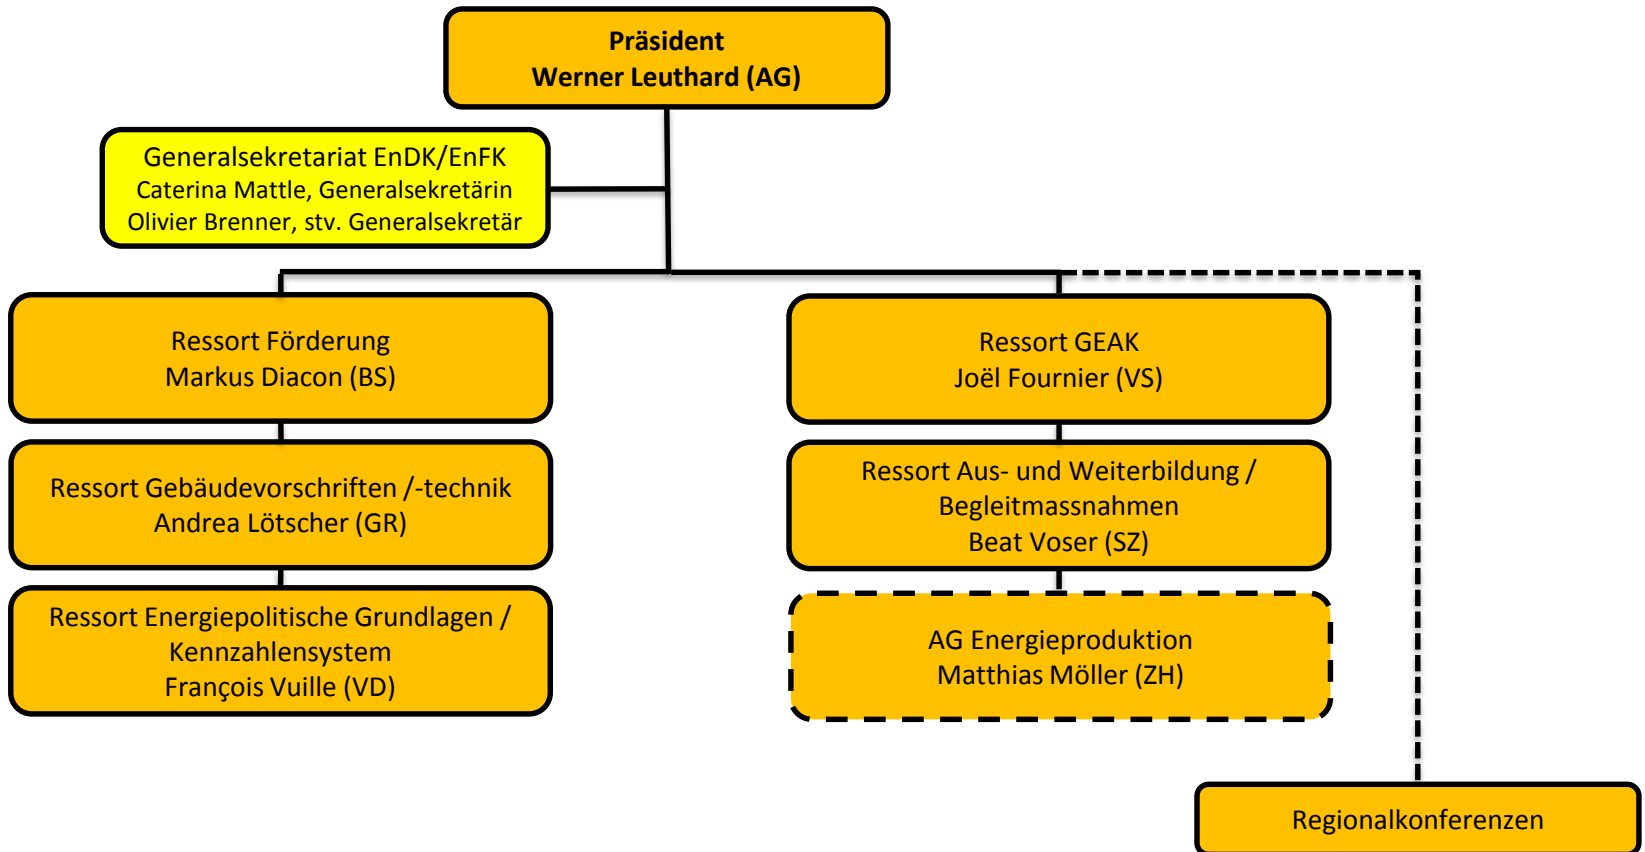 Präsident
Werner Leuthard (AG)
Generalsekretariat EnDK/EnFK
Caterina Mattle, Generalsekretärin
Olivier Brenner, stv. Generalsekretär
Ressort Förderung
Markus Diacon (BS)
Ressort GEAK
Joël Fournier (VS)
Ressort Gebäudevorschriften /-technik
Andrea Lötscher (GR)
Ressort Aus- und Weiterbildung /
Begleitmassnahmen
Beat Voser (SZ)
Ressort Energiepolitische Grundlagen /
Kennzahlensystem
François Vuille (VD)
AG Energieproduktion
Matthias Möller (ZH)
Regionalkonferenzen